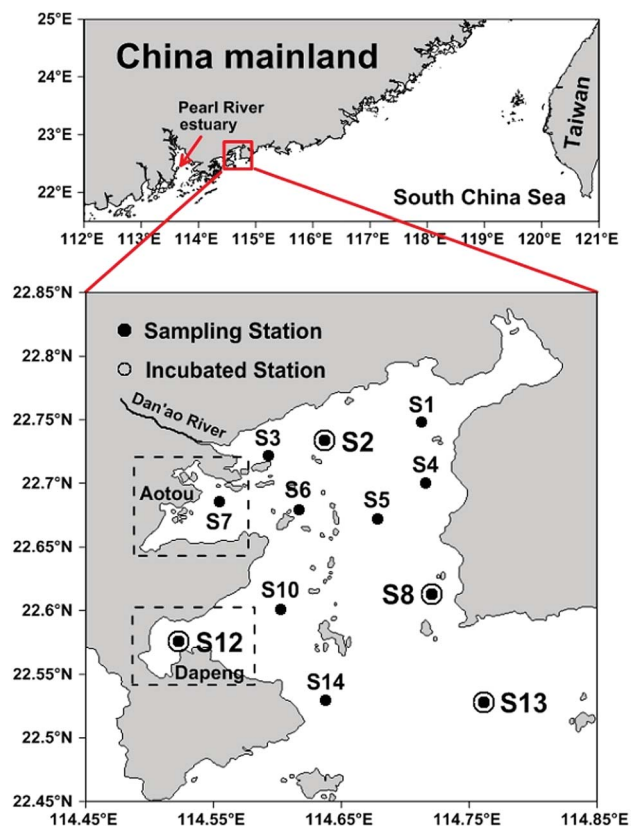 25°E
China mainland
24°E
Pearl River
estuary
Taiwan
23°E
22°E
South China Sea
112°E 113°E 114°E 115°E 116°E 117°E 118°E 119°E 120°E 121°E
22.85°N
Sampling Station
22.8°N
Incubated Station
Dan'ao River
S1
22.75°N
S3
S2
S4
22.7°N
Aotou
S6
S5
S7
22.65°N
S10
S8
22.6°N
S12
22.55°N
Dapeng
S14
S13
22.5°N
22.45°N
114.45°E 114.55°E 114.65°E 114.75°E 114.85°E